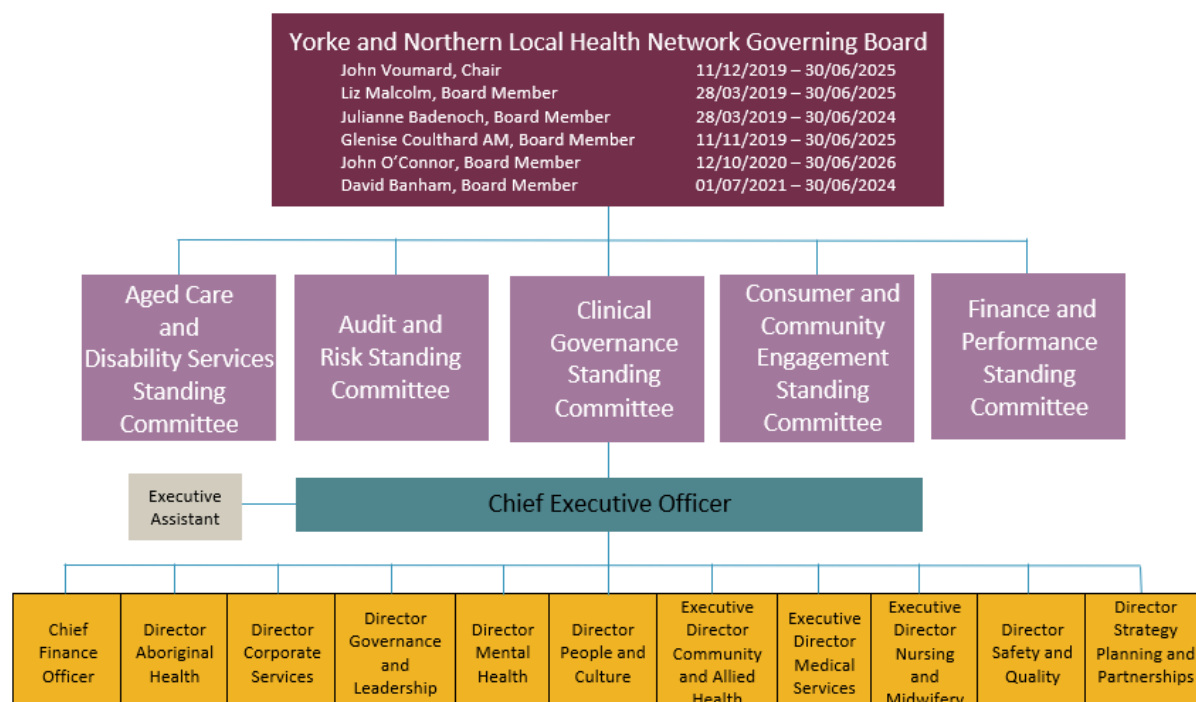 Yorke and Northern Local Health Network Governing Board
John Voumard, Chair 11/12/2019 – 30/06/2025
Liz Malcolm, Board Member 28/03/2019 – 30/06/2025
Julianne Badenoch, Board Member 28/03/2019 – 30/06/2024
Glenise Coulthard AM, Board Member 11/11/2019 – 30/06/2025
John O’Connor, Board Member 12/10/2020 – 30/06/2026
David Banham, Board Member 01/07/2021 – 30/06/2024
Aged Care
and
Disability Services
Standing
Committee
Audit and
Risk Standing
Committee
Clinical
Governance
Standing
Committee
Consumer and
Community
Engagement
Standing
Committee
Finance and
Performance
Standing
Committee
Executive
Assistant
Chief Executive Officer
Chief
Finance
Officer
Director
Aboriginal
Health
Director
Corporate
Services
Director
Governance
and
Leadership
Director
Mental
Health
Director
People and
Culture
Executive
Director
Community
and Allied
Health
Executive
Director
Medical
Services
Executive
Director
Nursing
and
Midwifery
Director
Safety and
Quality
Director
Strategy
Planning and
Partnerships